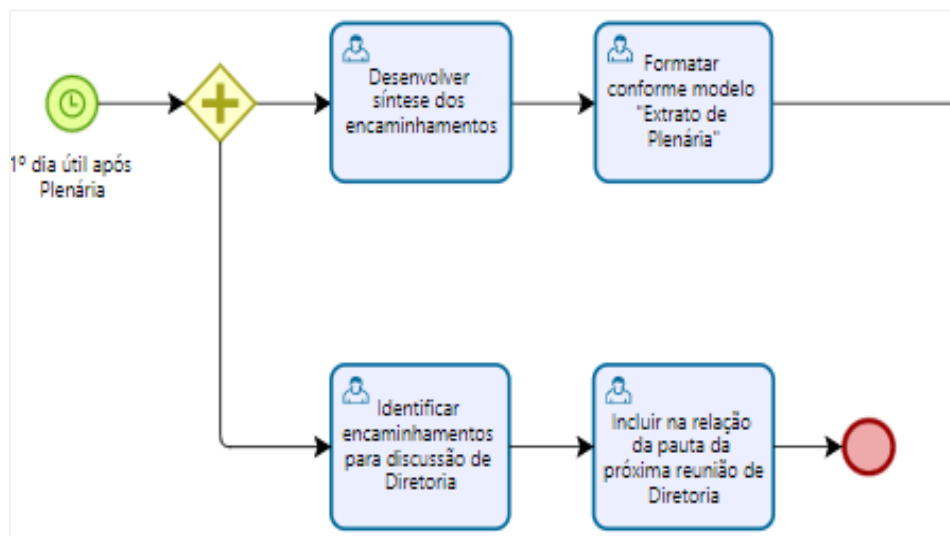 1º dia útil após
Plenária
Desenvolver
síntese dos
encaminhamentos
Formatar
conforme modelo
"Extrato de
Plenária"
Identificar
encaminhamentos
para discussão de
Diretoria
Incluir na relação
da pauta da
próxima reunião de
Diretoria